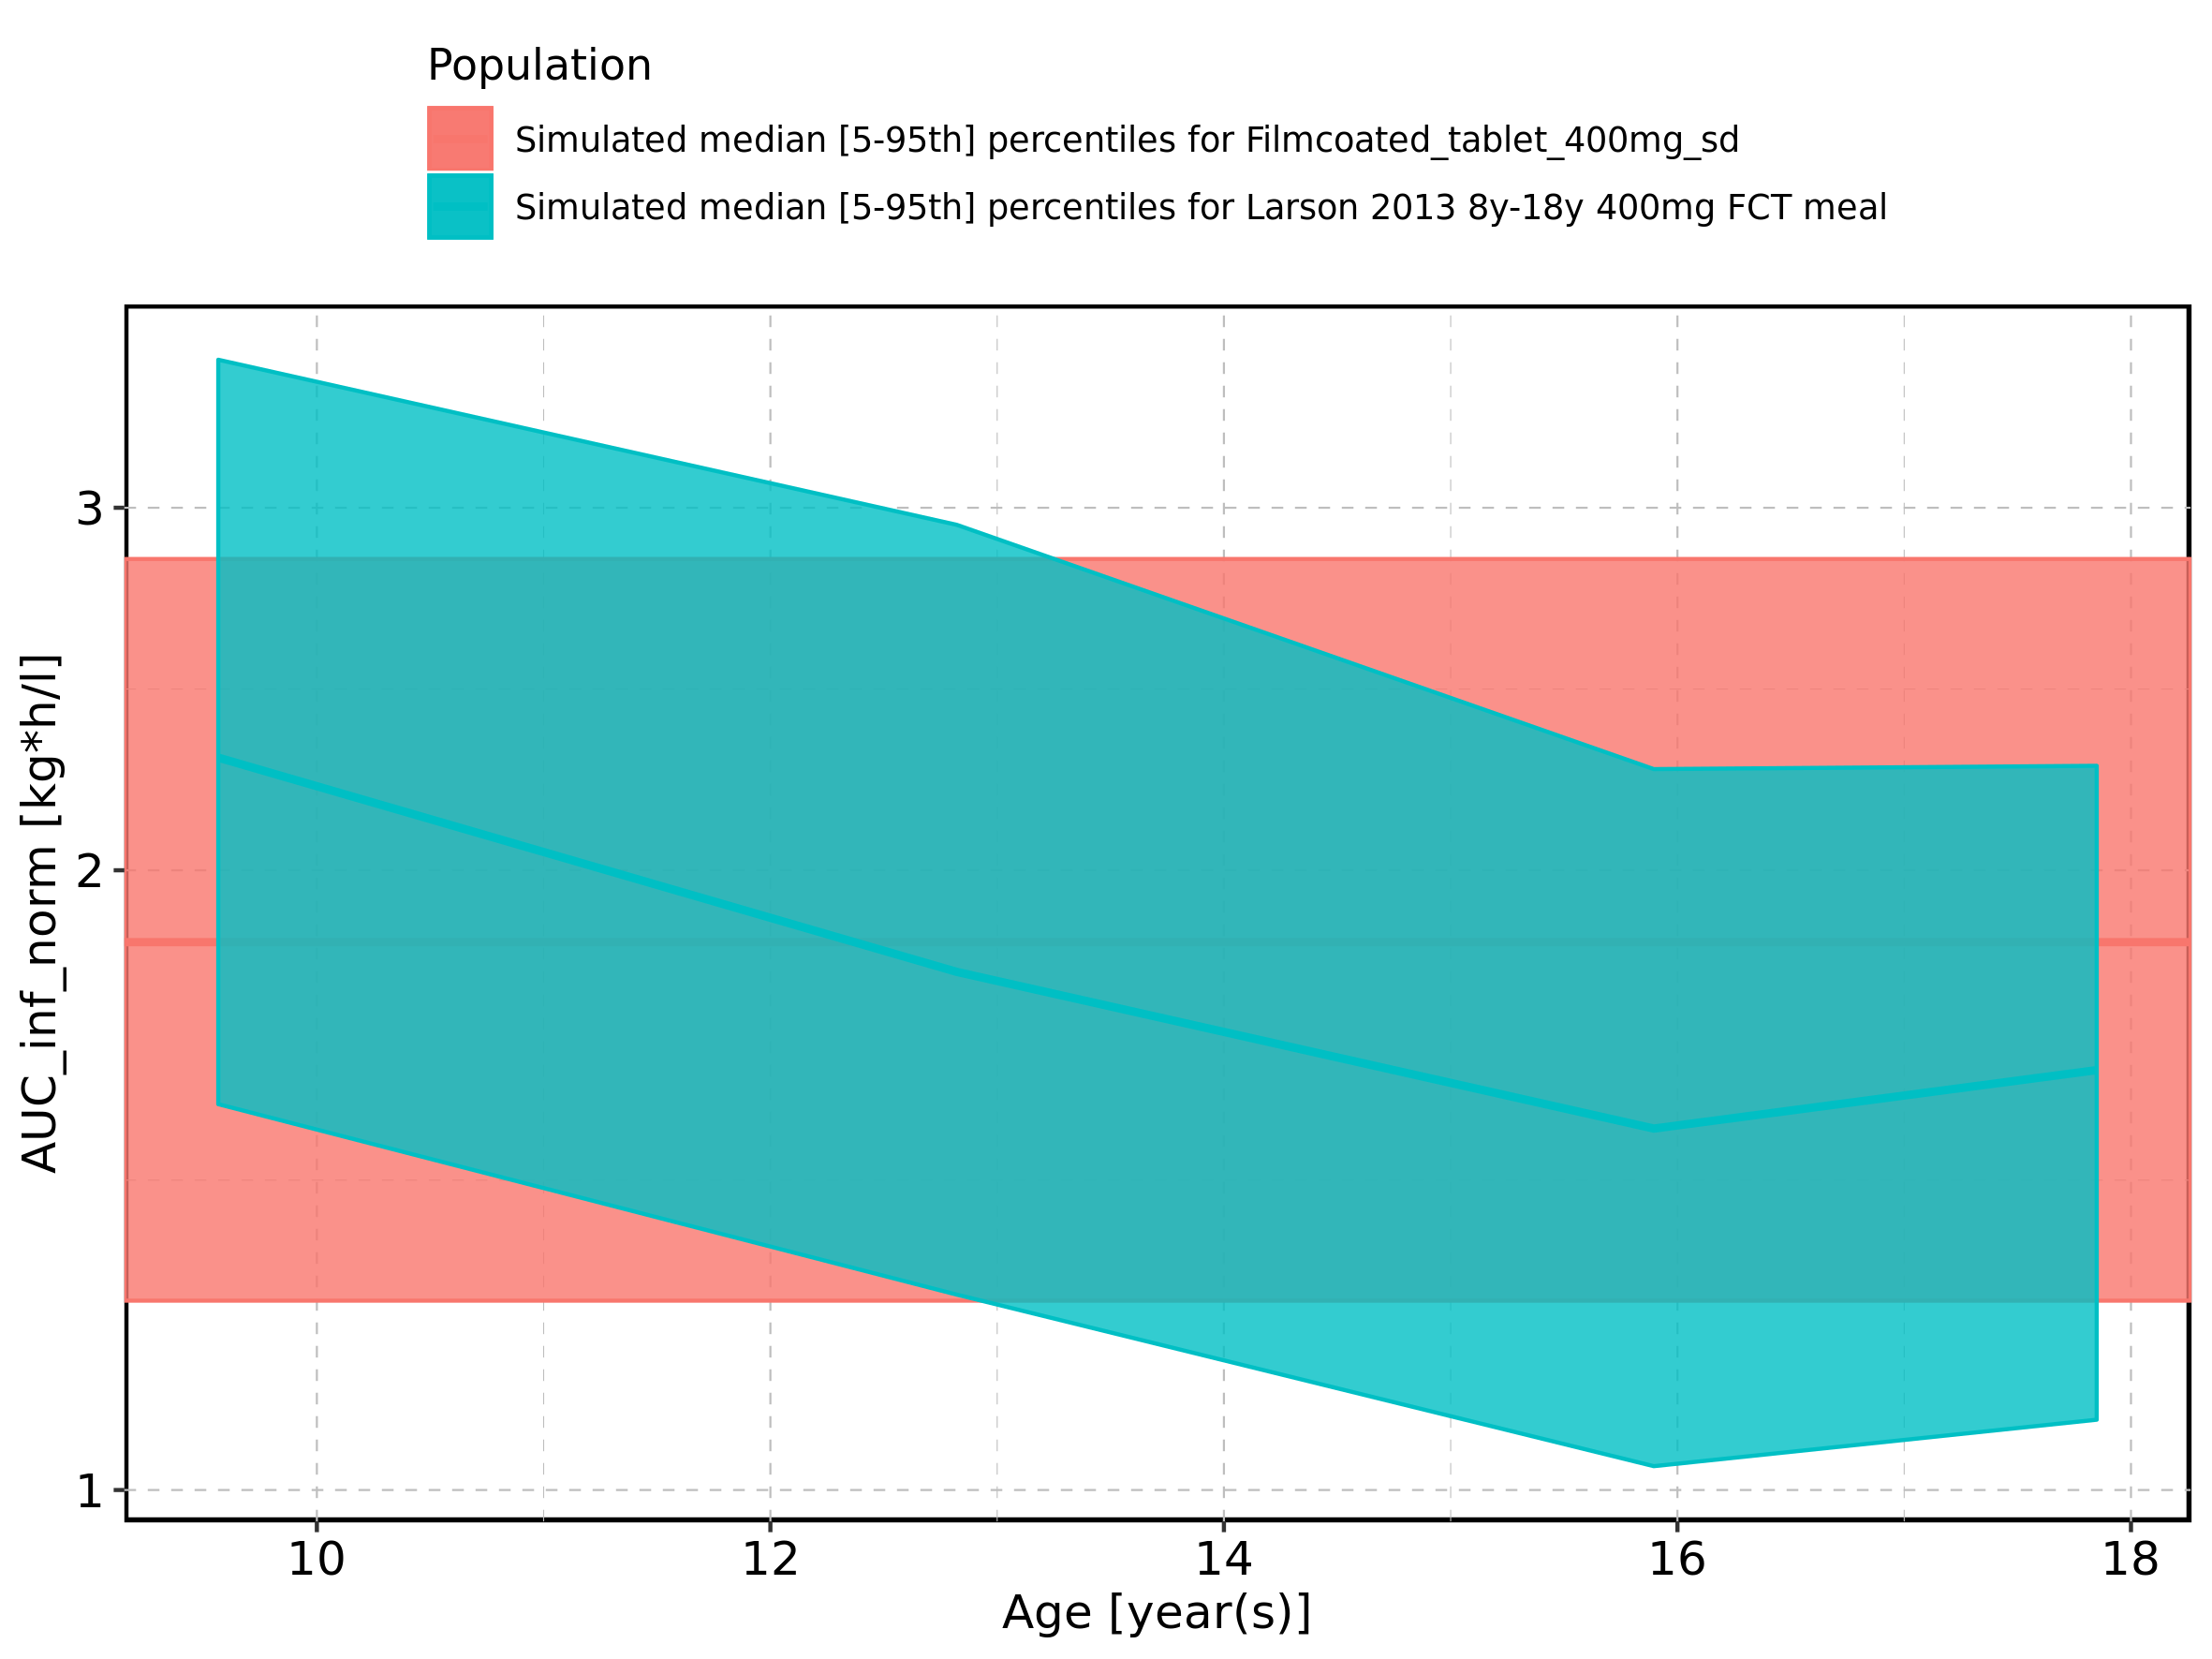 Population
Simulated median [5-95th] percentiles for Filmcoated_tablet_400mg_sd
Simulated median [5-95th] percentiles for Larson 2013 8y-18y 400mg FCT meal
AUC_inf_norm [kg*h/l]
3
2
1
10 12 14 16 18
Age [year(s)]